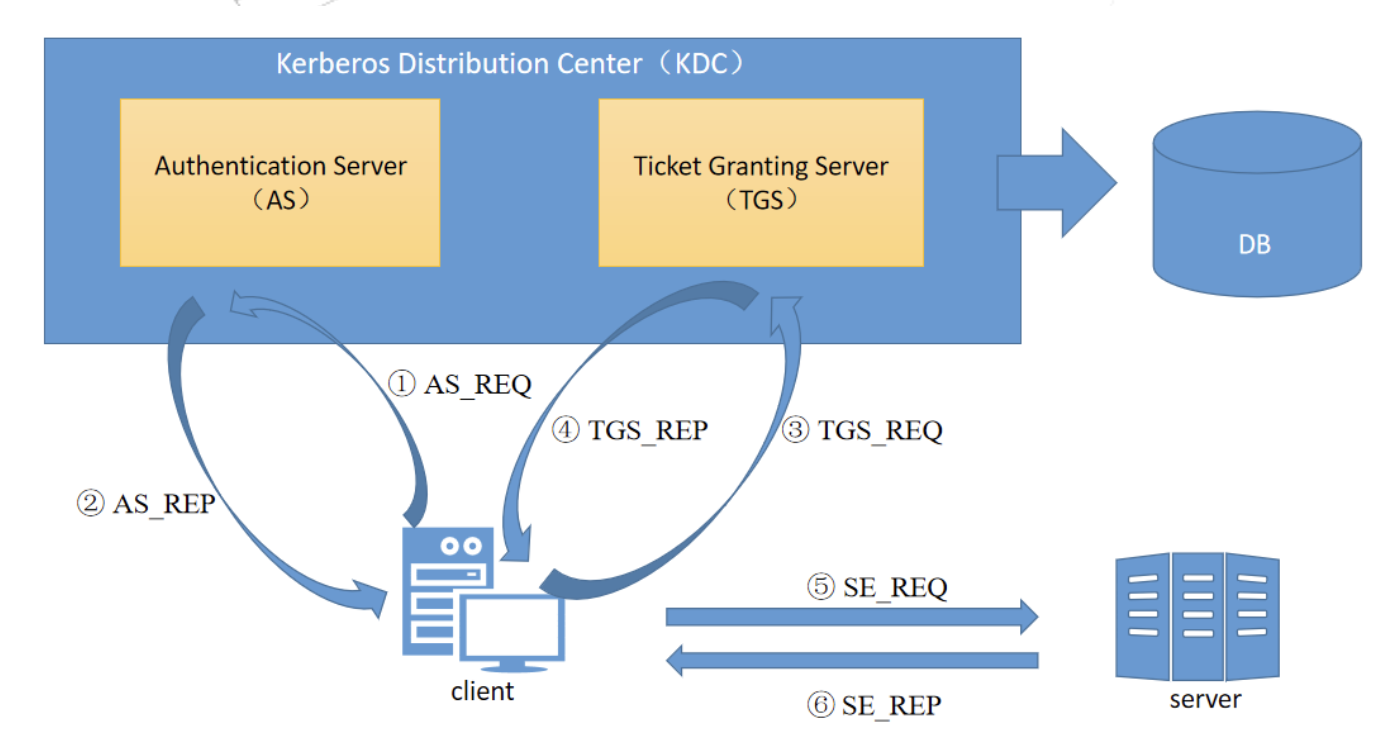 Kerberos Distribution Center（KDC）
Authentication Server
（AS）
Ticket Granting Server
（TGS）
DB
① AS_REQ
④ TGS_REP
③ TGS_REQ
② AS_REP
⑤ SE_REQ
client
⑥ SE_REP
server